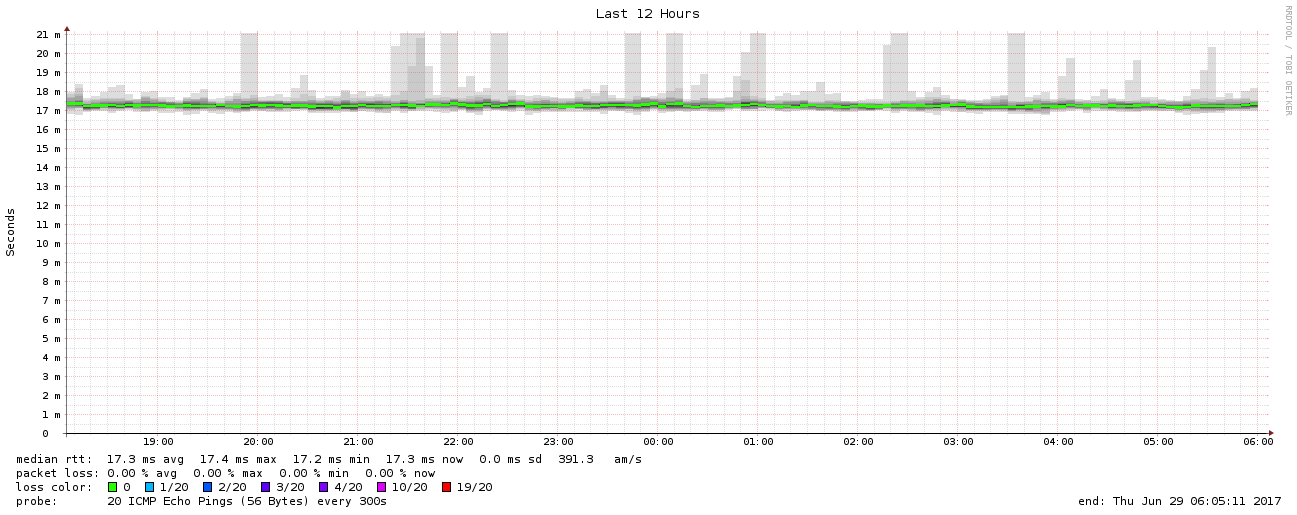 Last 12 Hours
RRDTOOL / TOBI OETIKER
Seconds
21 m
20 m
19 m
18 m
17 m
16 m
15 m
14 m
13 m
12 m
11 m
10 m
9 m
8 m
7 m
6 m
5 m
4 m
3 m
2 m
1 m
0
19:00 20:00 21:00 22:00 23:00 00:00 01:00 02:00 03:00 04:00 05:00 06:00
median rtt: 17.3 ms avg 17.4 ms max 17.2 ms min 17.3 ms now 0.0 ms sd 391.3 am/s
packet loss: 0.00 % avg 0.00 % max 0.00 % min 0.00 % now
loss color: 0 1/20 2/20 3/20 4/20 10/20 19/20
probe: 20 ICMP Echo Pings (56 Bytes) every 300s end: Thu Jun 29 06:05:11 2017